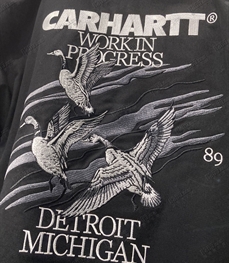 CARHARTT®
WORK IN
PROGRESS
89
DETROIT
MICHIGAN